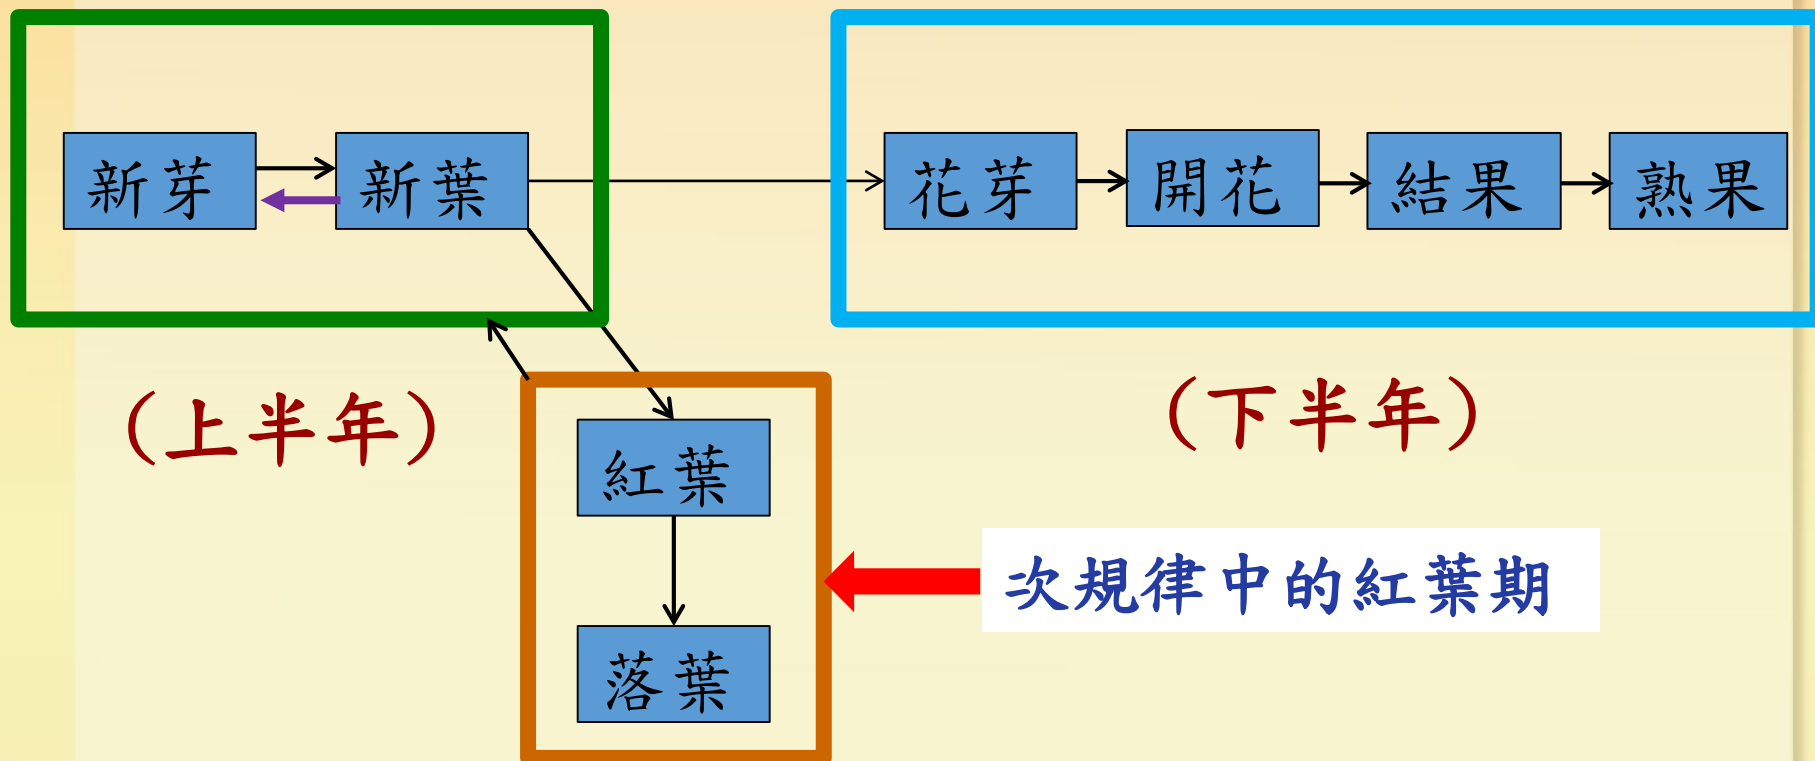 新芽
新葉
花芽
開花
結果
熟果
(上半年)
(下半年)
紅葉
次規律中的紅葉期
落葉